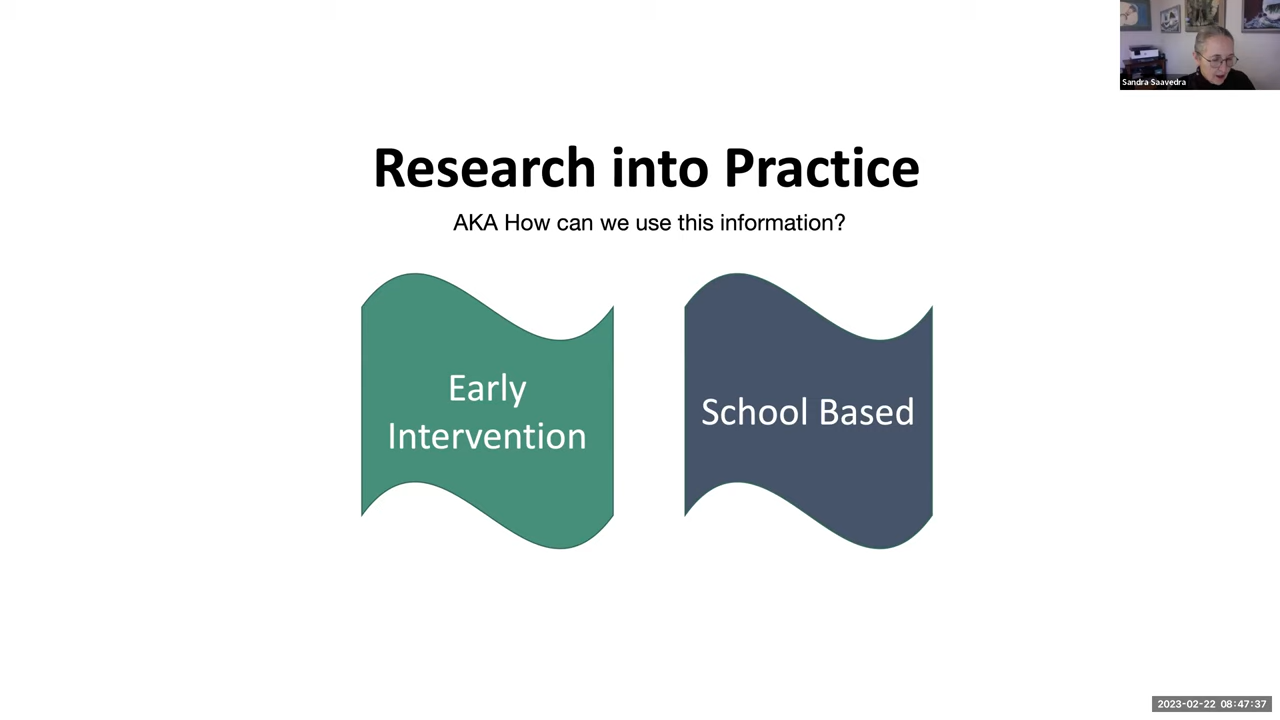 Sandra Saavedra
Research into Practice
AKA How can we use this information?
Early
Intervention
School Based
2023-02-22 08:47:37